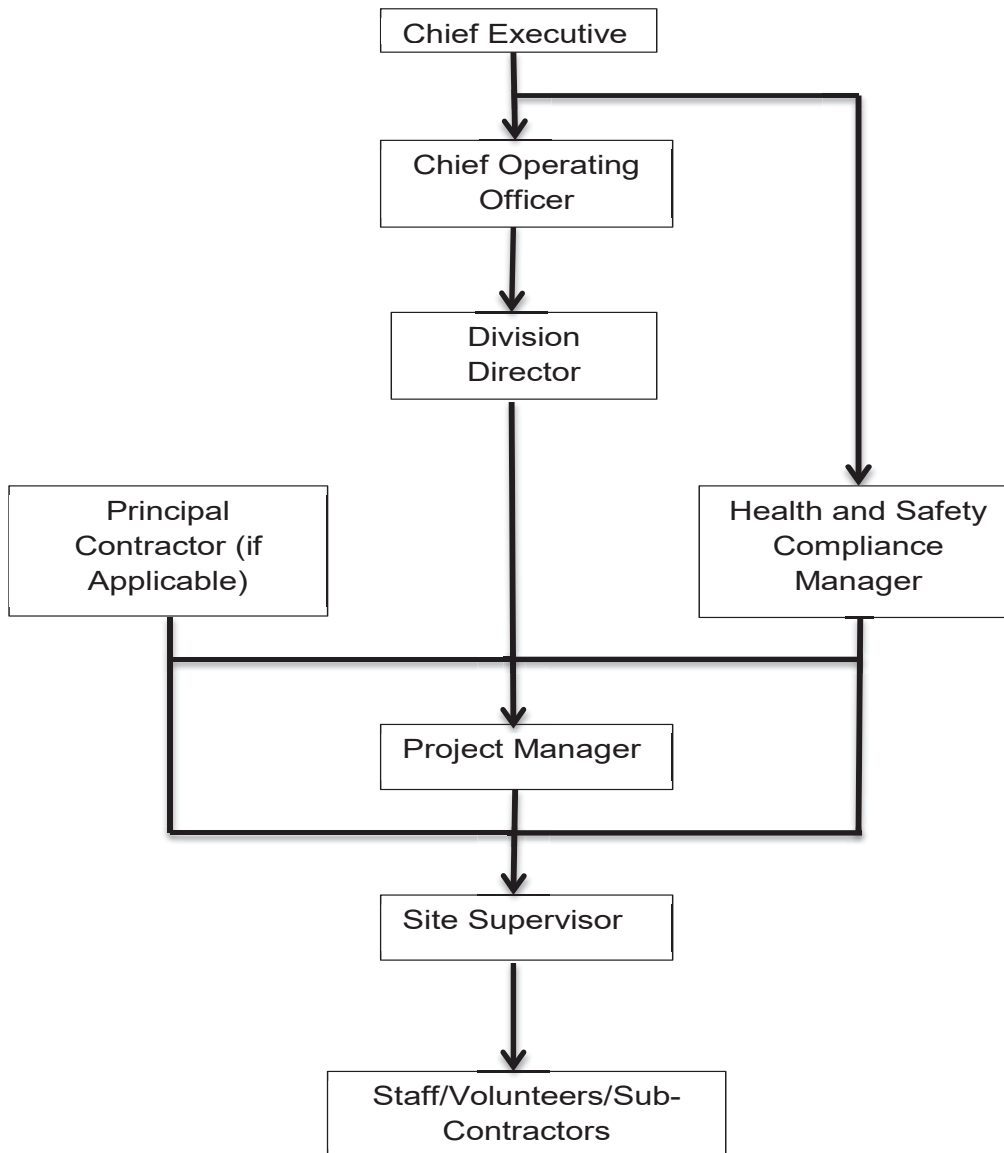 Chief Executive
Chief Operating
Officer
Division
Director
Principal
Contractor (if
Applicable)
Health and Safety
Compliance
Manager
Project Manager
Site Supervisor
Staff/Volunteers/Sub-
Contractors